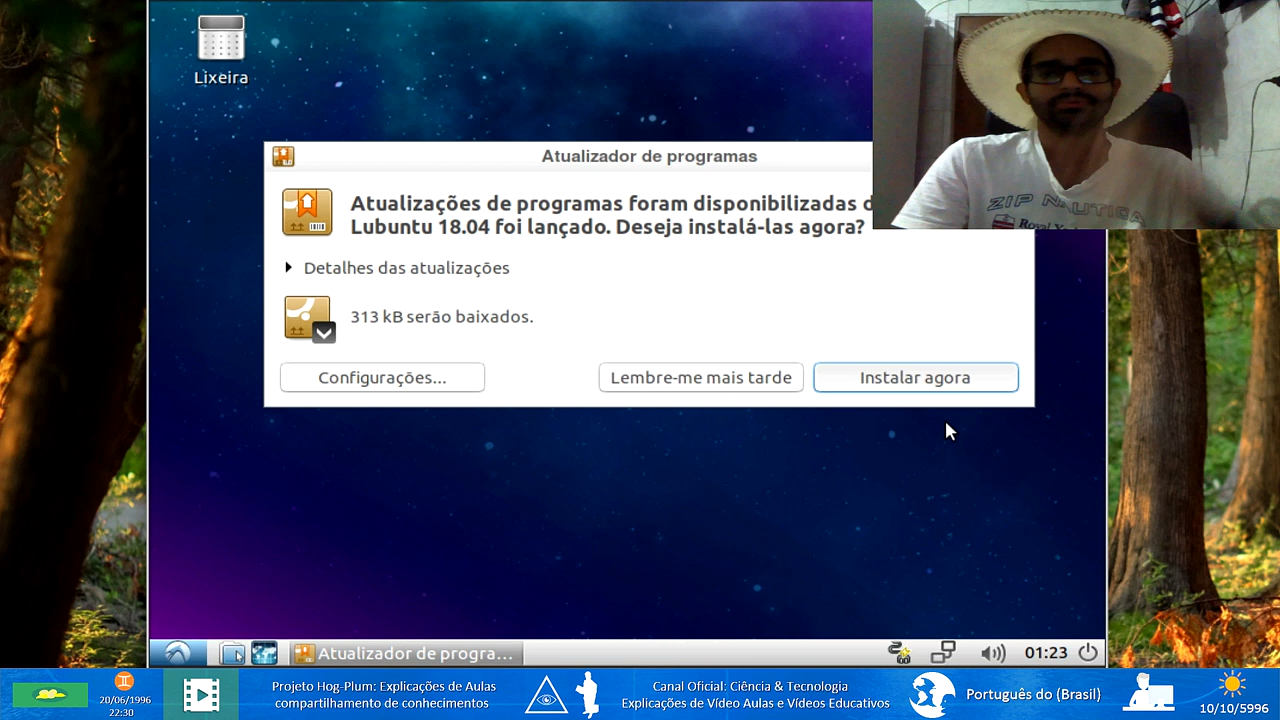 Lixeira
Atualizador de programas
Atualizações de programas foram disponibilizadas
Lubuntu 18.04 foi lançado. Deseja instalá-las agora?
Detalhes das atualizações
313 kB serão baixados.
Configurações...
Lembre-me mais tarde
Instalar agora
ZIP NAUTICA
Royal
Atualizador de progra...
01:23
20/06/1996
22:30
Projeto Hog-Plum: Explicações de Aulas
compartilhamento de conhecimentos
Canal Oficial: Ciência & Tecnologia
Explicações de Vídeo Aulas e Vídeos Educativos
Português do (Brasil)
10/10/5996